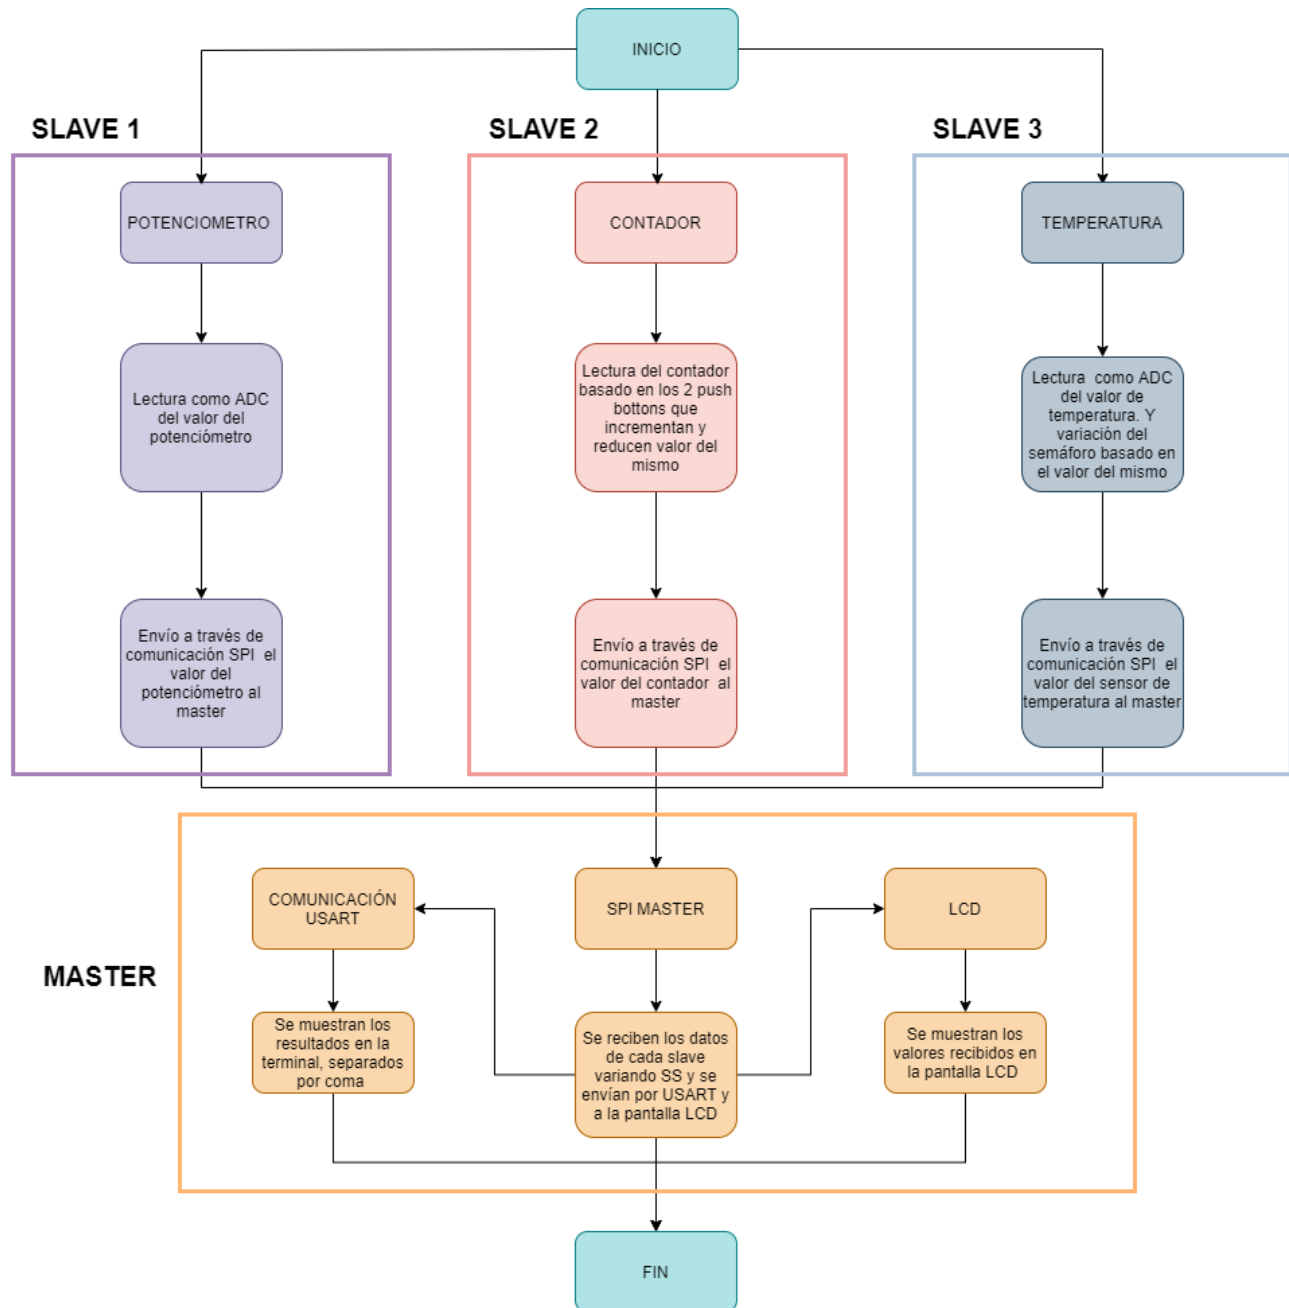 INICIO
SLAVE 1
SLAVE 2
SLAVE 3
POTENCIOMETRO
CONTADOR
TEMPERATURA
Lectura como ADC
del valor del
potenciómetro
Lectura del contador
basado en los 2 push
bottons que
incrementan y
reducen valor del
mismo
Lectura como ADC
del valor de
temperatura. Y
variación del
semáforo basado en
el valor del mismo
Envío a través de
comunicación SPI el
valor del
potenciómetro al
master
Envío a través de
comunicación SPI el
valor del contador al
master
Envío a través de
comunicación SPI el
valor del sensor de
temperatura al master
MASTER
COMUNICACIÓN
USART
SPI MASTER
LCD
Se muestran los
resultados en la
terminal, separados
por coma
Se reciben los datos
de cada slave
variando SS y se
envían por USART y
a la pantalla LCD
Se muestran los
valores recibidos en
la pantalla LCD
FIN